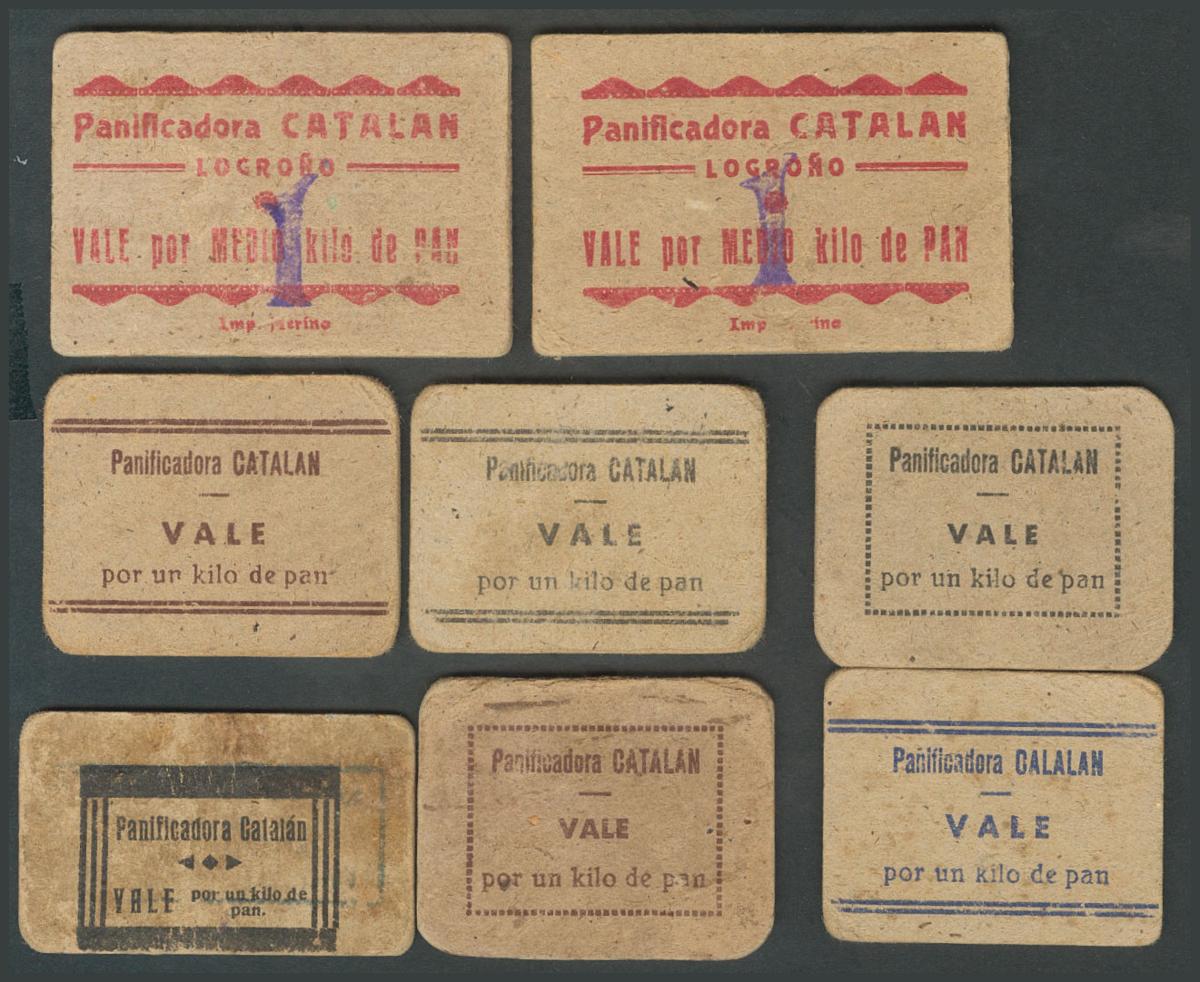 Panificadora CATALAN
LOGROÑO
1
VALE por MEDIO kilo de PAN
Imp. Merino
Panificadora CATALAN
LOGROÑO
1
VALE por MEDIO kilo de PAN
Imp
Panificadora CATALAN
VALE
por un kilo de pan
Panificadora CATALAN
VALE
por un kilo de pan
Panificadora CATALAN
VALE
por un kilo de pan
Panificadora Catalán
VALE por un kilo de
pan.
Panificadora CATALAN
VALE
por un kilo de pan
Panificadora CALALAN
VALE
por un kilo de pan